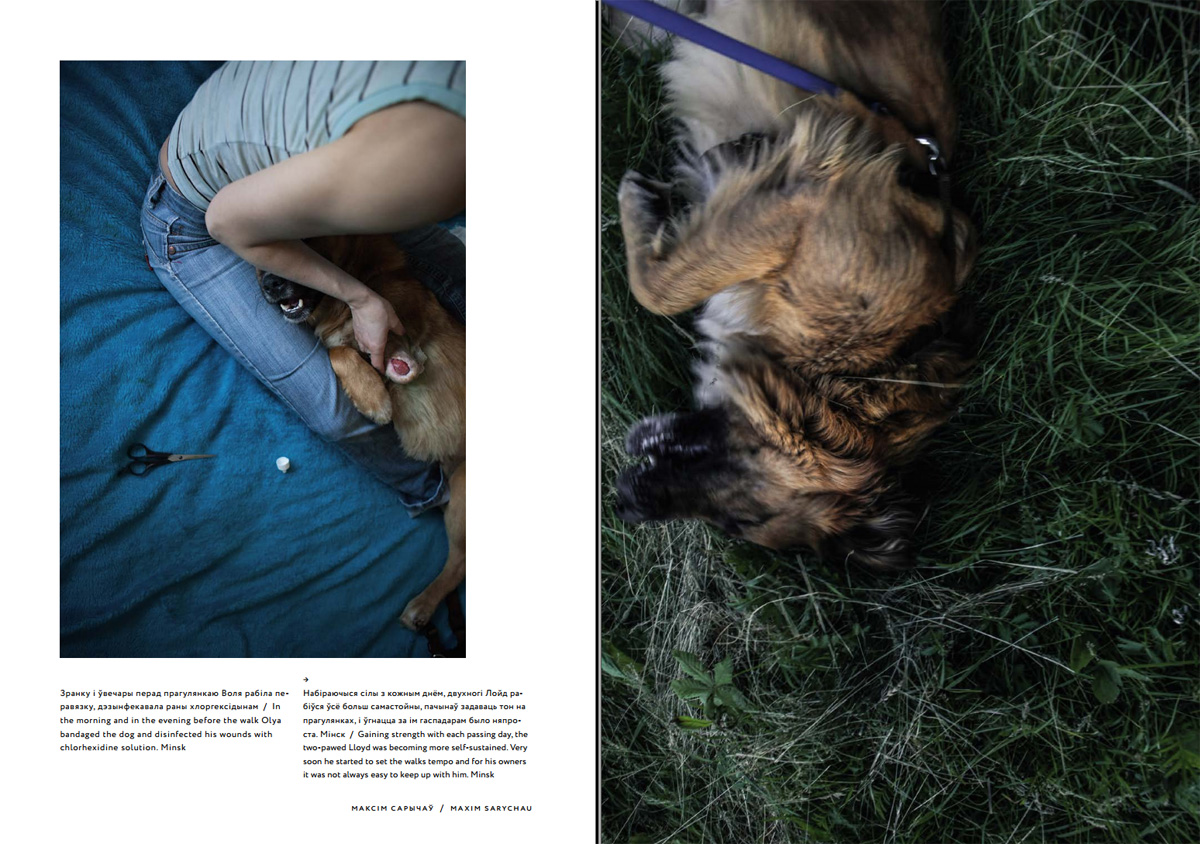 Зранку і ўвечары перад прагулянкаю Воля рабіла пе-
равязку, дэзынфекавала раны хлоргексідынам / In
the morning and in the evening before the walk Olya
bandaged the dog and disinfected his wounds with
chlorhexidine solution. Minsk
→
Набіраючыся сілы з кожным днём, двухногі Лойд ра-
біўся ўсё больш самастойны, пачынаў задаваць тон на
прагулянках, і ўгнацца за ім гаспадарам было няпро-
ста. Мінск / Gaining strength with each passing day, the
two-pawed Lloyd was becoming more self-sustained. Very
soon he started to set the walks tempo and for his owners
it was not always easy to keep up with him. Minsk
МАКСІМ САРЫЧАЎ / MAXIM SARYCHAU